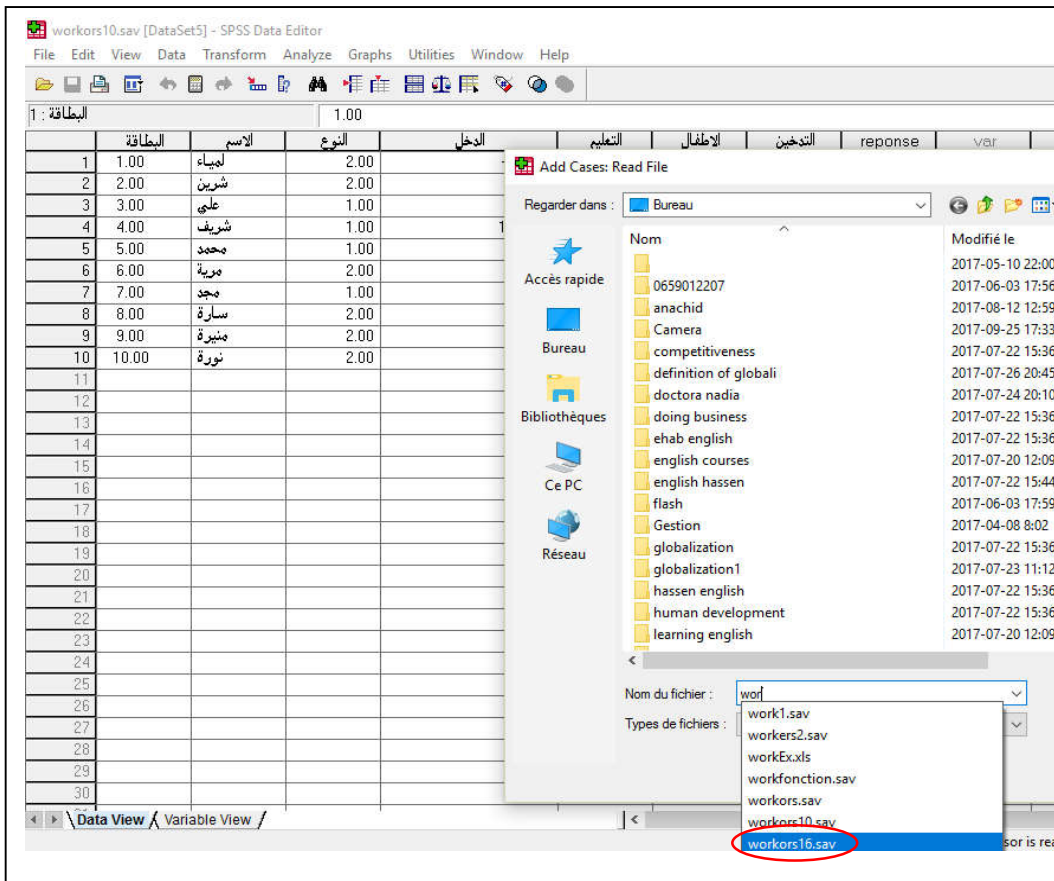 workors10.sav [DataSet5] - SPSS Data Editor
File Edit View Data Transform Analyze Graphs Utilities Window Help
1 : البطاقة 1.00
البطاقة الاسم النوع الدخل التعليم الاطفال التدخين reponse var
1 1.00 لمياء 2.00
2 2.00 شرين 2.00
3 3.00 علي 1.00
4 4.00 شريف 1.00 1
5 5.00 محمد 1.00
6 6.00 مرية 2.00
7 7.00 مجد 1.00
8 8.00 سارة 2.00
9 9.00 منيرة 2.00
10 10.00 نورة 2.00
11
12
13
14
15
16
17
18
19
20
21
22
23
24
25
26
27
28
29
30
Data View Variable View
Add Cases: Read File
Regarder dans : Bureau
Accès rapide
Bureau
Bibliothèques
Ce PC
Réseau
Nom Modifié le
2017-05-10 22:00
0659012207 2017-06-03 17:56
anachid 2017-08-12 12:59
Camera 2017-09-25 17:33
competitiveness 2017-07-22 15:36
definition of globali 2017-07-26 20:45
doctora nadia 2017-07-24 20:10
doing business 2017-07-22 15:36
ehab english 2017-07-22 15:36
english courses 2017-07-20 12:09
english hassen 2017-07-22 15:44
flash 2017-06-03 17:59
Gestion 2017-04-08 8:02
globalization 2017-07-22 15:36
globalization1 2017-07-23 11:12
hassen english 2017-07-22 15:36
human development 2017-07-22 15:36
learning english 2017-07-20 12:09
Nom du fichier : wor
Types de fichiers :
work1.sav
workers2.sav
workEx.xls
workfonction.sav
workors.sav
workors10.sav
workors16.sav
sor is rea